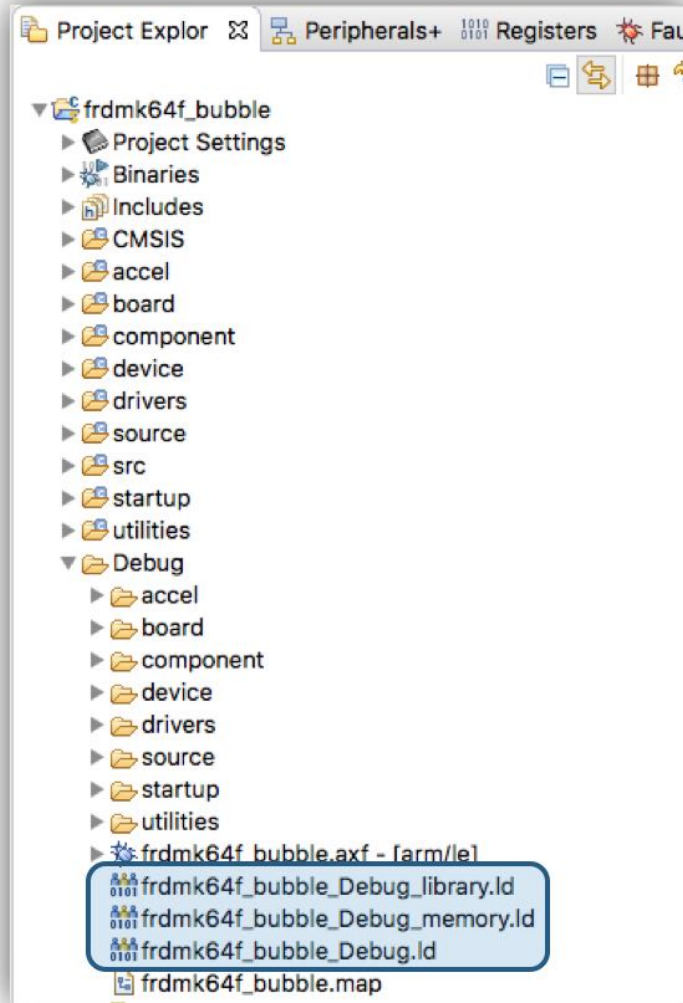 Project Explor Peripherals+ 1010 0101 Registers Fau
frdmk64f_bubble
Project Settings
Binaries
Includes
CMSIS
accel
board
component
device
drivers
source
src
startup
utilities
Debug
accel
board
component
device
drivers
source
startup
utilities
frdmk64f_bubble.axf - [arm/le]
frdmk64f_bubble_Debug_library.ld
frdmk64f_bubble_Debug_memory.ld
frdmk64f_bubble_Debug.ld
frdmk64f_bubble.map